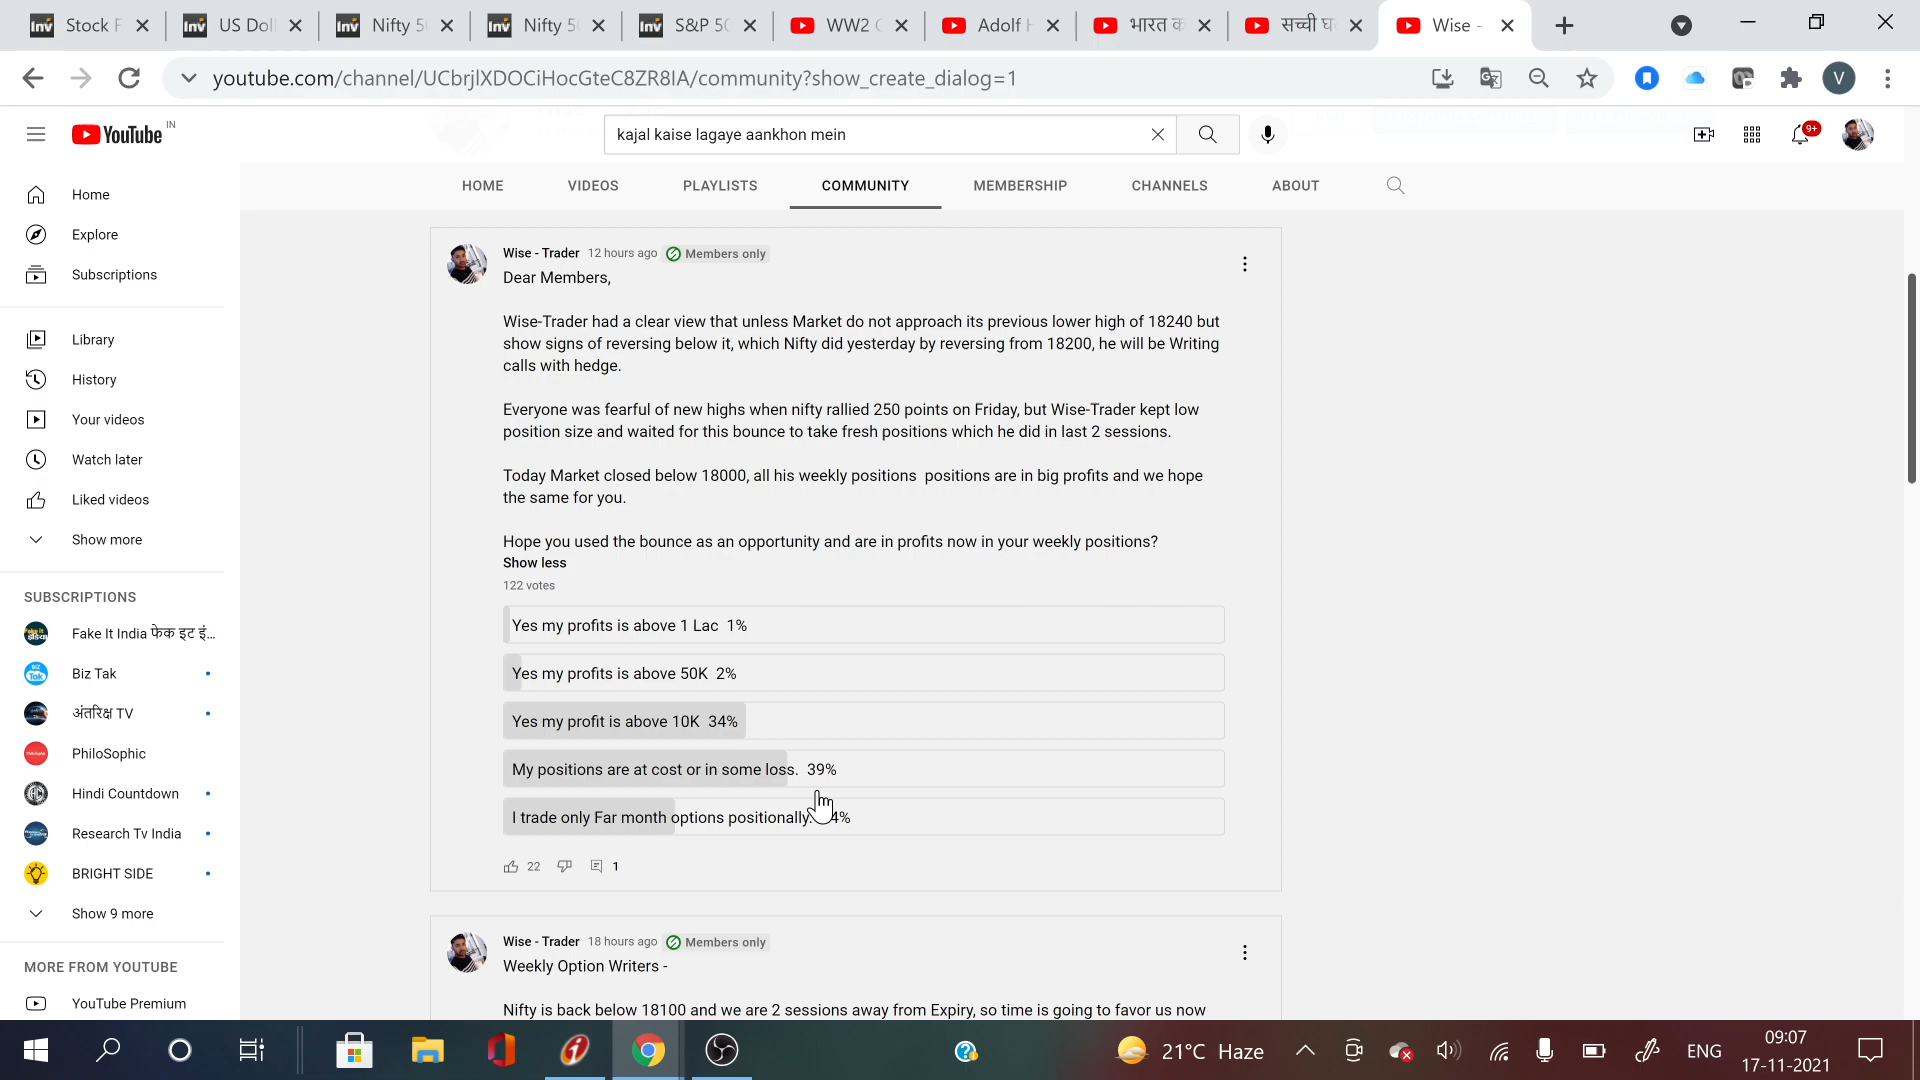 Stock F
US Dol
Nifty 5
Nifty 5
S&P 50
WW2 C
Adolf H
भारत क
सच्ची घ
Wise -
youtube.com/channel/UCbrjlXDOCiHocGteC8ZR8IA/community?show_create_dialog=1
V
YouTube IN
kajal kaise lagaye aankhon mein
9+
HOME VIDEOS PLAYLISTS COMMUNITY MEMBERSHIP CHANNELS ABOUT
Home
Explore
Subscriptions
Library
History
Your videos
Watch later
Liked videos
Show more
SUBSCRIPTIONS
Fake It India फेक इट इं...
Biz Tak
अंतरिक्ष TV
PhiloSophic
Hindi Countdown
Research Tv India
BRIGHT SIDE
Show 9 more
MORE FROM YOUTUBE
YouTube Premium
Wise - Trader 12 hours ago Members only
Dear Members,
Wise-Trader had a clear view that unless Market do not approach its previous lower high of 18240 but
show signs of reversing below it, which Nifty did yesterday by reversing from 18200, he will be Writing
calls with hedge.
Everyone was fearful of new highs when nifty rallied 250 points on Friday, but Wise-Trader kept low
position size and waited for this bounce to take fresh positions which he did in last 2 sessions.
Today Market closed below 18000, all his weekly positions  positions are in big profits and we hope
the same for you.
Hope you used the bounce as an opportunity and are in profits now in your weekly positions?
Show less
122 votes
Yes my profits is above 1 Lac 1%
Yes my profits is above 50K 2%
Yes my profit is above 10K 34%
My positions are at cost or in some loss. 39%
I trade only Far month options positionally. 4%
22 1
Wise - Trader 18 hours ago Members only
Weekly Option Writers -
Nifty is back below 18100 and we are 2 sessions away from Expiry, so time is going to favor us now
21°C Haze
ENG
09:07
17-11-2021